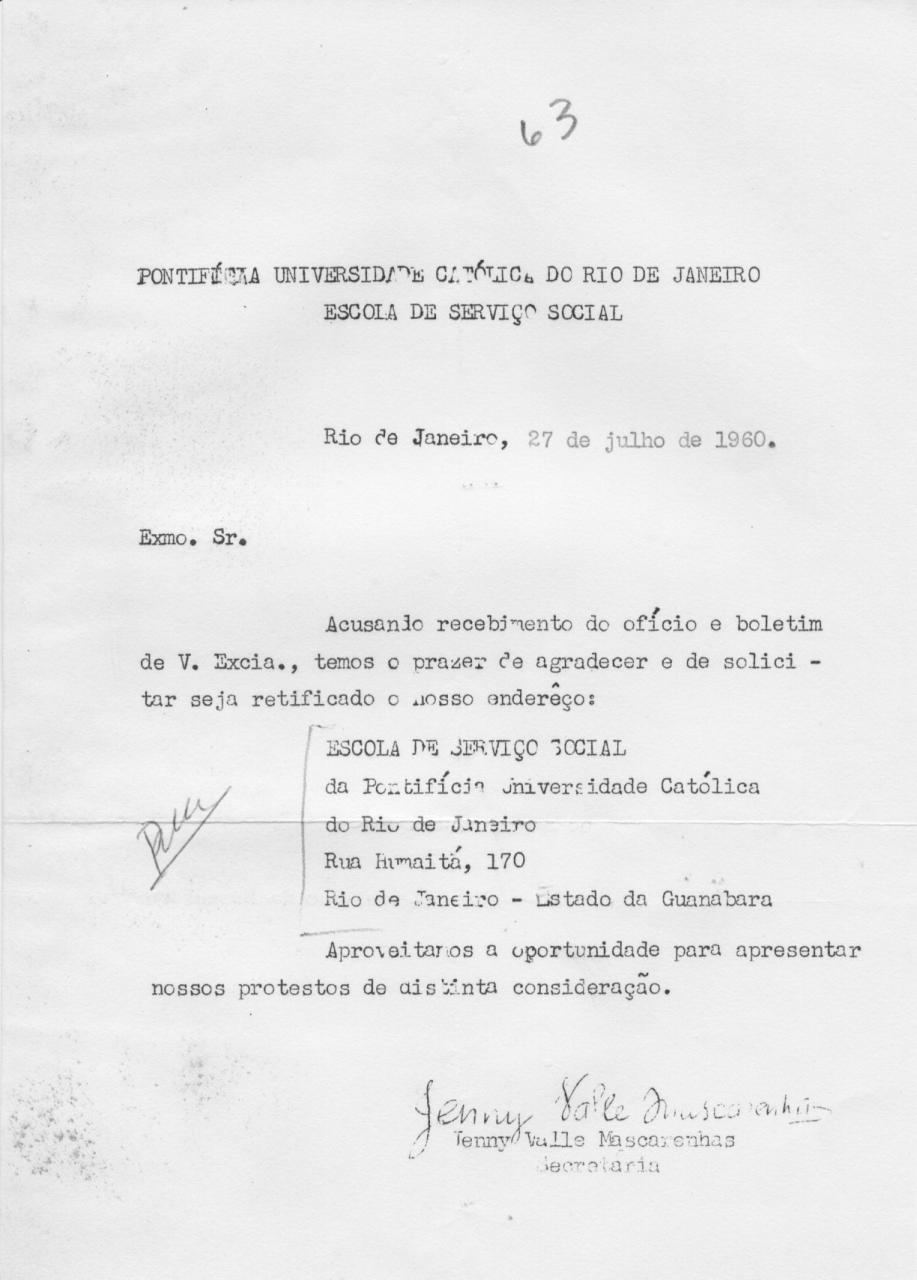 63
PONTIFÍCIA UNIVERSIDADE CATÓLICA DO RIO DE JANEIRO
ESCOLA DE SERVIÇO SOCIAL
Rio de Janeiro, 27 de julho de 1960.
Exmo. Sr.
Acusando recebimento do ofício e boletim
de V. Excia., temos o prazer de agradecer e de solici -
tar seja retificado o nosso enderêço:
ESCOLA DE SERVIÇO SOCIAL
da Pontifícia Universidade Católica
do Rio de Janeiro
Rua Humaitá, 170
Rio de Janeiro - Estado da Guanabara
Aproveitamos a oportunidade para apresentar
nossos protestos de distinta consideração.
Jenny Valle Mascarenhas
Jenny Valle Mascarenhas
Secretária